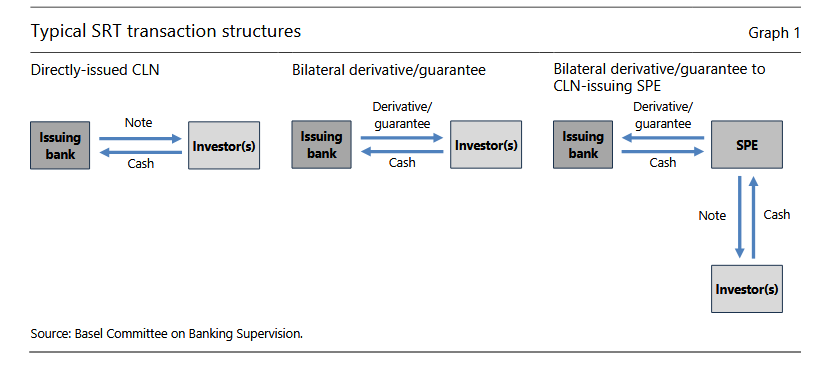 Typical SRT transaction structures
Graph 1
Directly-issued CLN
Issuing
bank
Note
Cash
Investor(s)
Bilateral derivative/guarantee
Issuing
bank
Derivative/
guarantee
Cash
Investor(s)
Bilateral derivative/guarantee to
CLN-issuing SPE
Issuing
bank
Derivative/
guarantee
Cash
SPE
Note
Cash
Investor(s)
Source: Basel Committee on Banking Supervision.